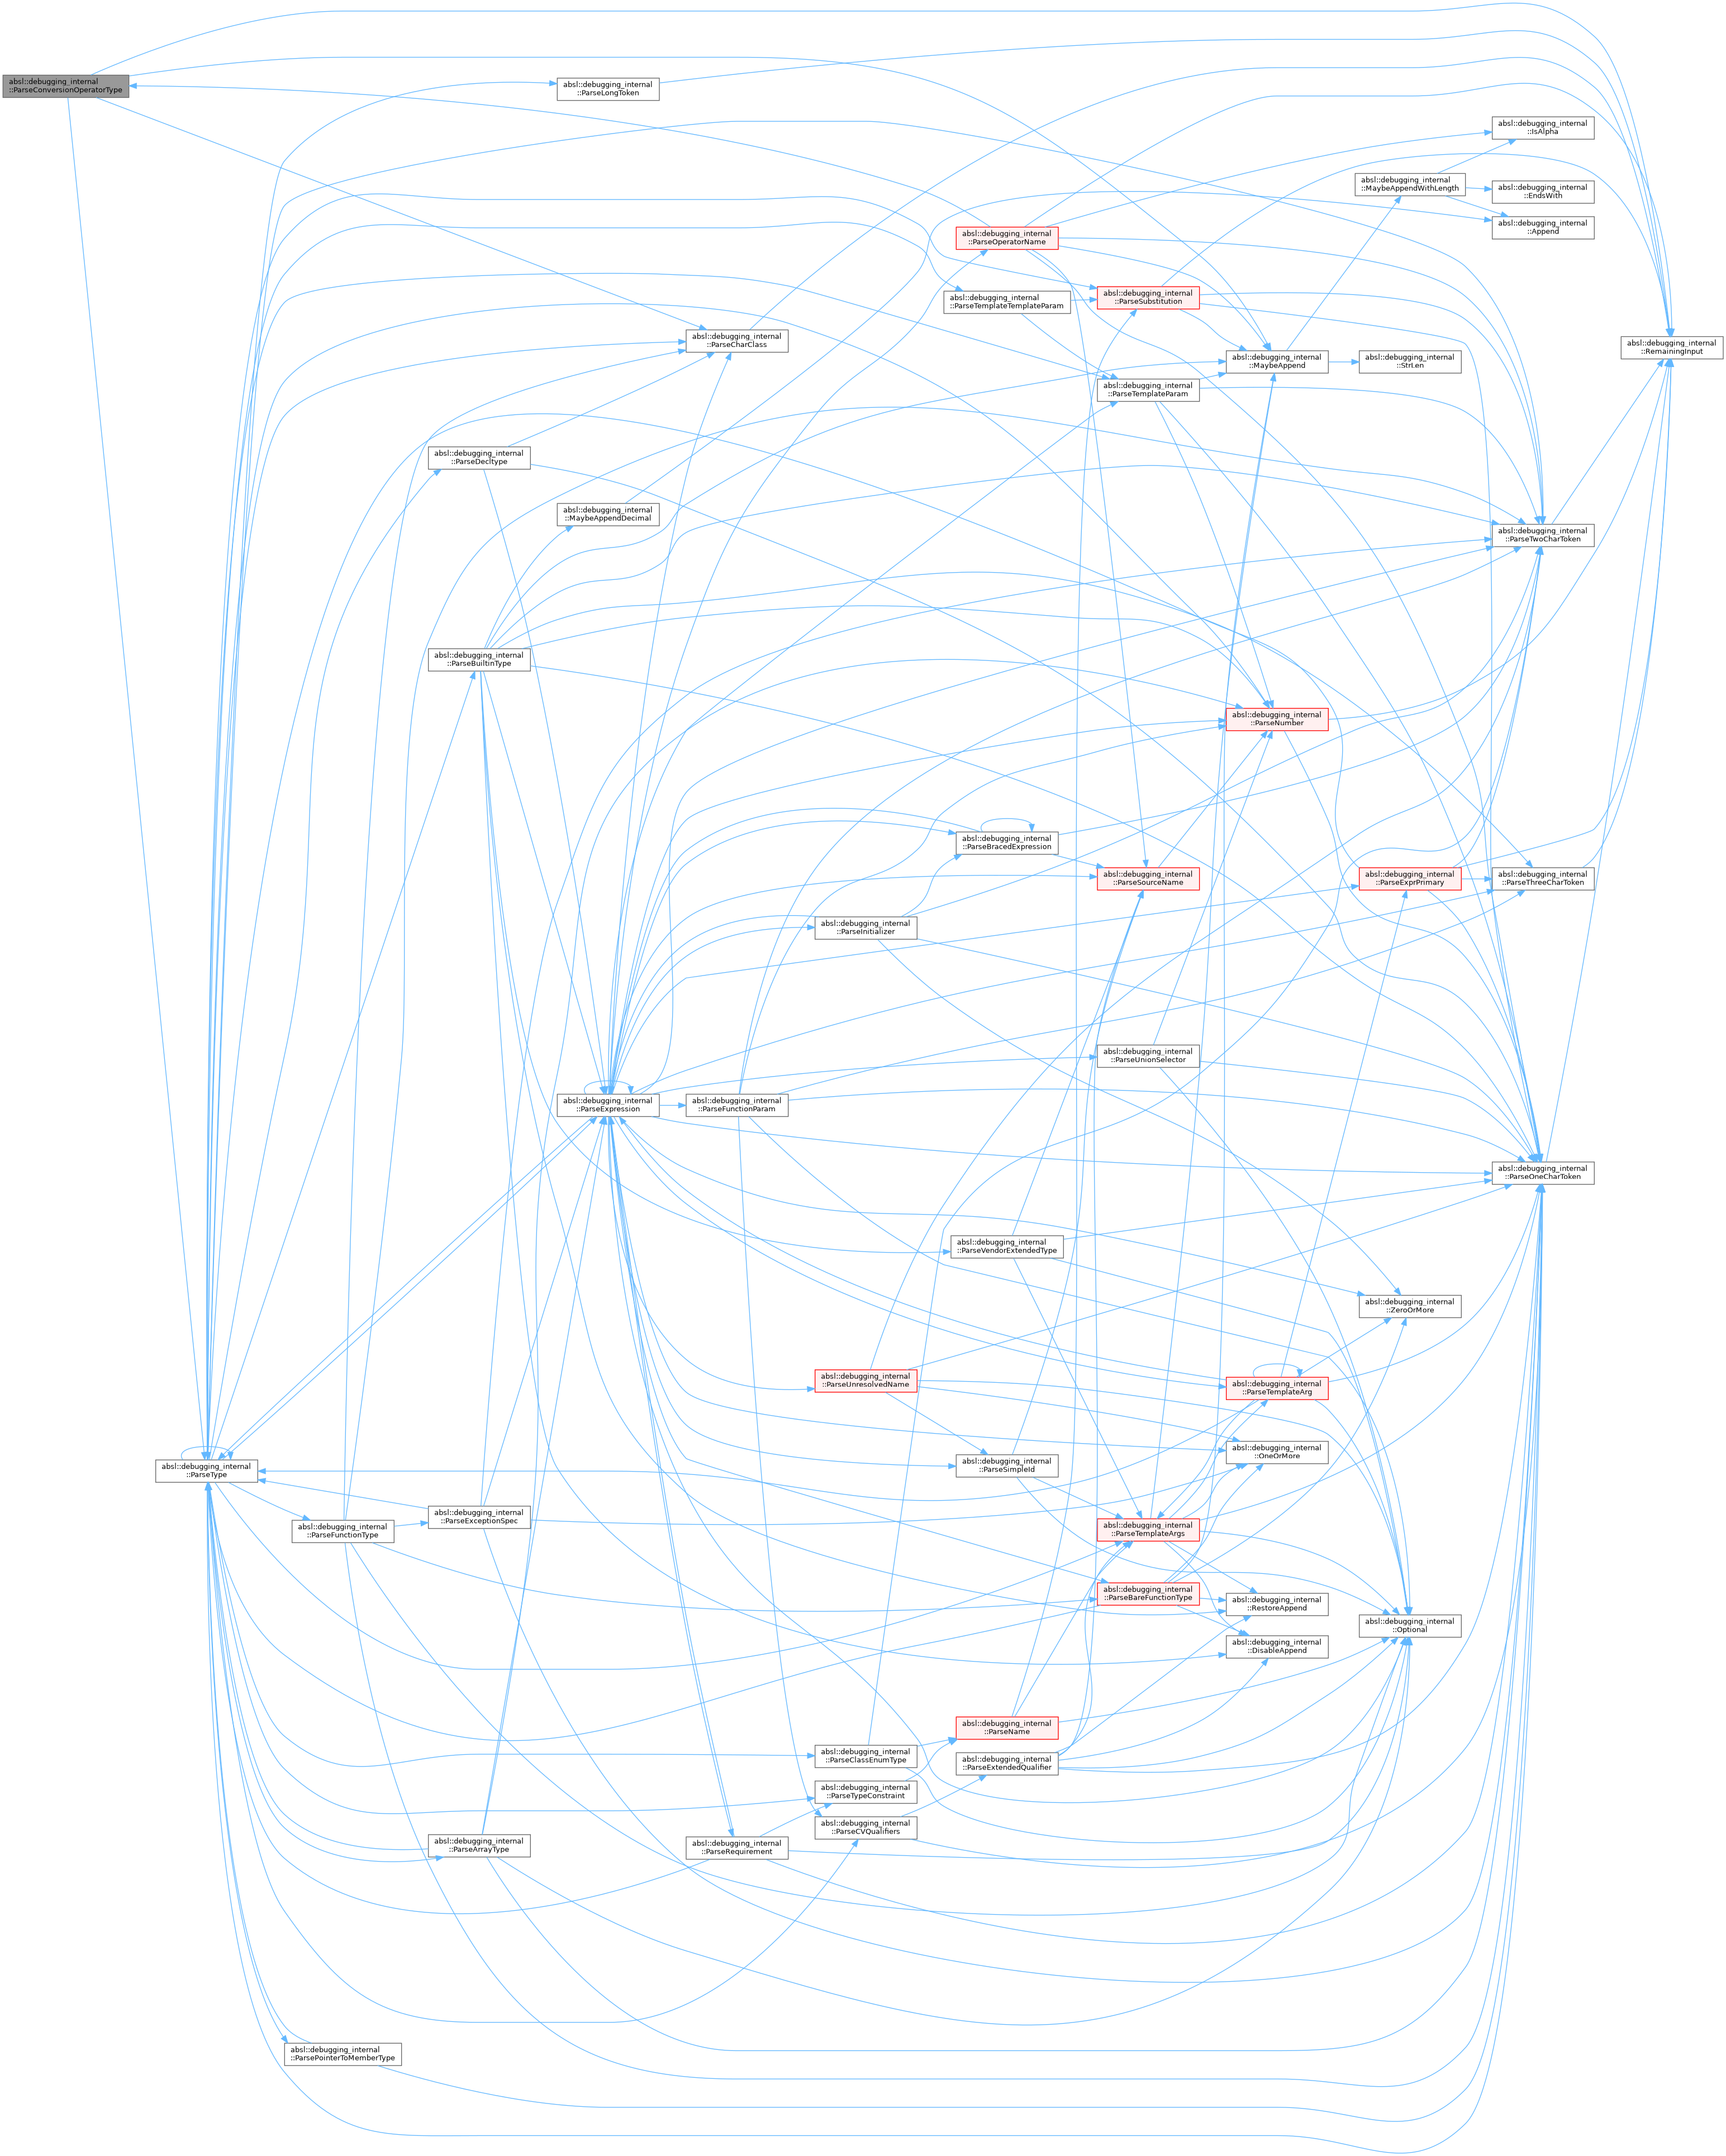 absl::debugging_internal
::ParseConversionOperatorType
absl::debugging_internal
::ParseLongToken
absl::debugging_internal
::IsAlpha
absl::debugging_internal
::MaybeAppendWithLength
absl::debugging_internal
::EndsWith
absl::debugging_internal
::Append
absl::debugging_internal
::ParseOperatorName
absl::debugging_internal
::ParseSubstitution
absl::debugging_internal
::ParseTemplateTemplateParam
absl::debugging_internal
::ParseCharClass
absl::debugging_internal
::RemainingInput
absl::debugging_internal
::MaybeAppend
absl::debugging_internal
::StrLen
absl::debugging_internal
::ParseTemplateParam
absl::debugging_internal
::ParseDecltype
absl::debugging_internal
::MaybeAppendDecimal
absl::debugging_internal
::ParseTwoCharToken
absl::debugging_internal
::ParseBuiltinType
absl::debugging_internal
::ParseNumber
absl::debugging_internal
::ParseBracedExpression
absl::debugging_internal
::ParseSourceName
absl::debugging_internal
::ParseExprPrimary
absl::debugging_internal
::ParseThreeCharToken
absl::debugging_internal
::ParseInitializer
absl::debugging_internal
::ParseUnionSelector
absl::debugging_internal
::ParseExpression
absl::debugging_internal
::ParseFunctionParam
absl::debugging_internal
::ParseOneCharToken
absl::debugging_internal
::ParseVendorExtendedType
absl::debugging_internal
::ZeroOrMore
absl::debugging_internal
::ParseUnresolvedName
absl::debugging_internal
::ParseTemplateArg
absl::debugging_internal
::OneOrMore
absl::debugging_internal
::ParseSimpleId
absl::debugging_internal
::ParseType
absl::debugging_internal
::ParseExceptionSpec
absl::debugging_internal
::ParseFunctionType
absl::debugging_internal
::ParseTemplateArgs
absl::debugging_internal
::ParseBareFunctionType
absl::debugging_internal
::RestoreAppend
absl::debugging_internal
::Optional
absl::debugging_internal
::DisableAppend
absl::debugging_internal
::ParseName
absl::debugging_internal
::ParseClassEnumType
absl::debugging_internal
::ParseExtendedQualifier
absl::debugging_internal
::ParseTypeConstraint
absl::debugging_internal
::ParseCVQualifiers
absl::debugging_internal
::ParseArrayType
absl::debugging_internal
::ParseRequirement
absl::debugging_internal
::ParsePointerToMemberType